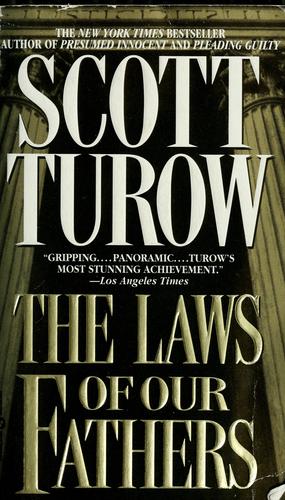 THE NEW YORK TIMES BESTSELLER
AUTHOR OF PRESUMED INNOCENT AND PLEADING GUILTY
SCOTT
TUROW
"GRIPPING....PANORAMIC....TUROW'S
MOST STUNNING ACHIEVEMENT."
—Los Angeles Times
THE LAWS
OF OUR
FATHERS